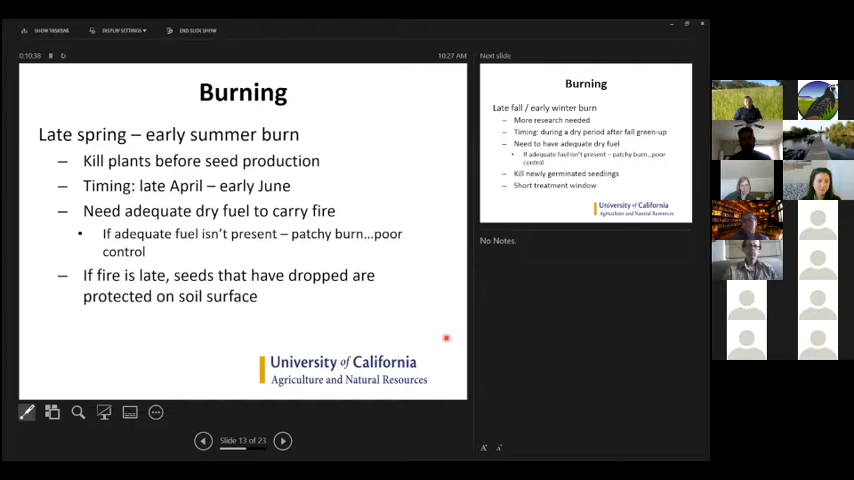 SHOW TASKBAR
DISPLAY SETTINGS ▾
END SLIDE SHOW
0:10:38
10:27 AM
Burning
Late spring – early summer burn
– Kill plants before seed production
– Timing: late April – early June
– Need adequate dry fuel to carry fire
• If adequate fuel isn't present – patchy burn...poor
control
– If fire is late, seeds that have dropped are
protected on soil surface
University of California
Agriculture and Natural Resources
Slide 13 of 23
Next slide
Burning
Late fall / early winter burn
– More research needed
– Timing: during a dry period after fall green-up
– Need to have adequate dry fuel
• If adequate fuel isn't present – patchy burn...poor
control
– Kill newly germinated seedlings
– Short treatment window
University of California
Agriculture and Natural Resources
No Notes.
A A